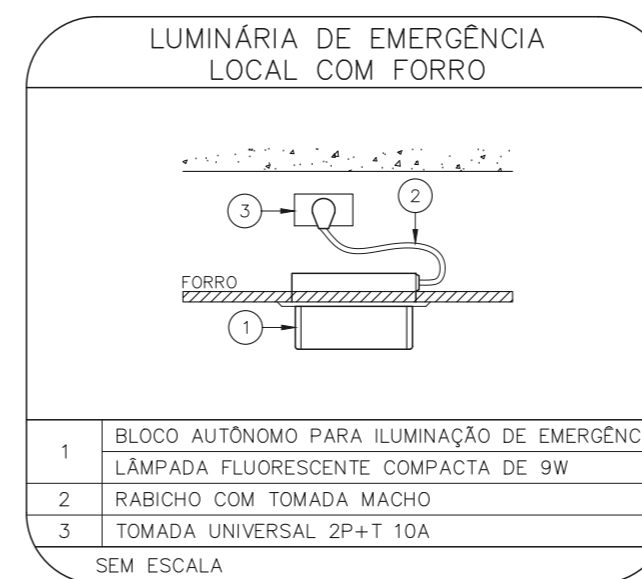 LUMINÁRIA DE EMERGÊNCIA
LOCAL COM FORRO
3
2
FORRO
1
1
BLOCO AUTÔNOMO PARA ILUMINAÇÃO DE EMERGÊNC
LÂMPADA FLUORESCENTE COMPACTA DE 9W
2 RABICHO COM TOMADA MACHO
3 TOMADA UNIVERSAL 2P+T 10A
SEM ESCALA